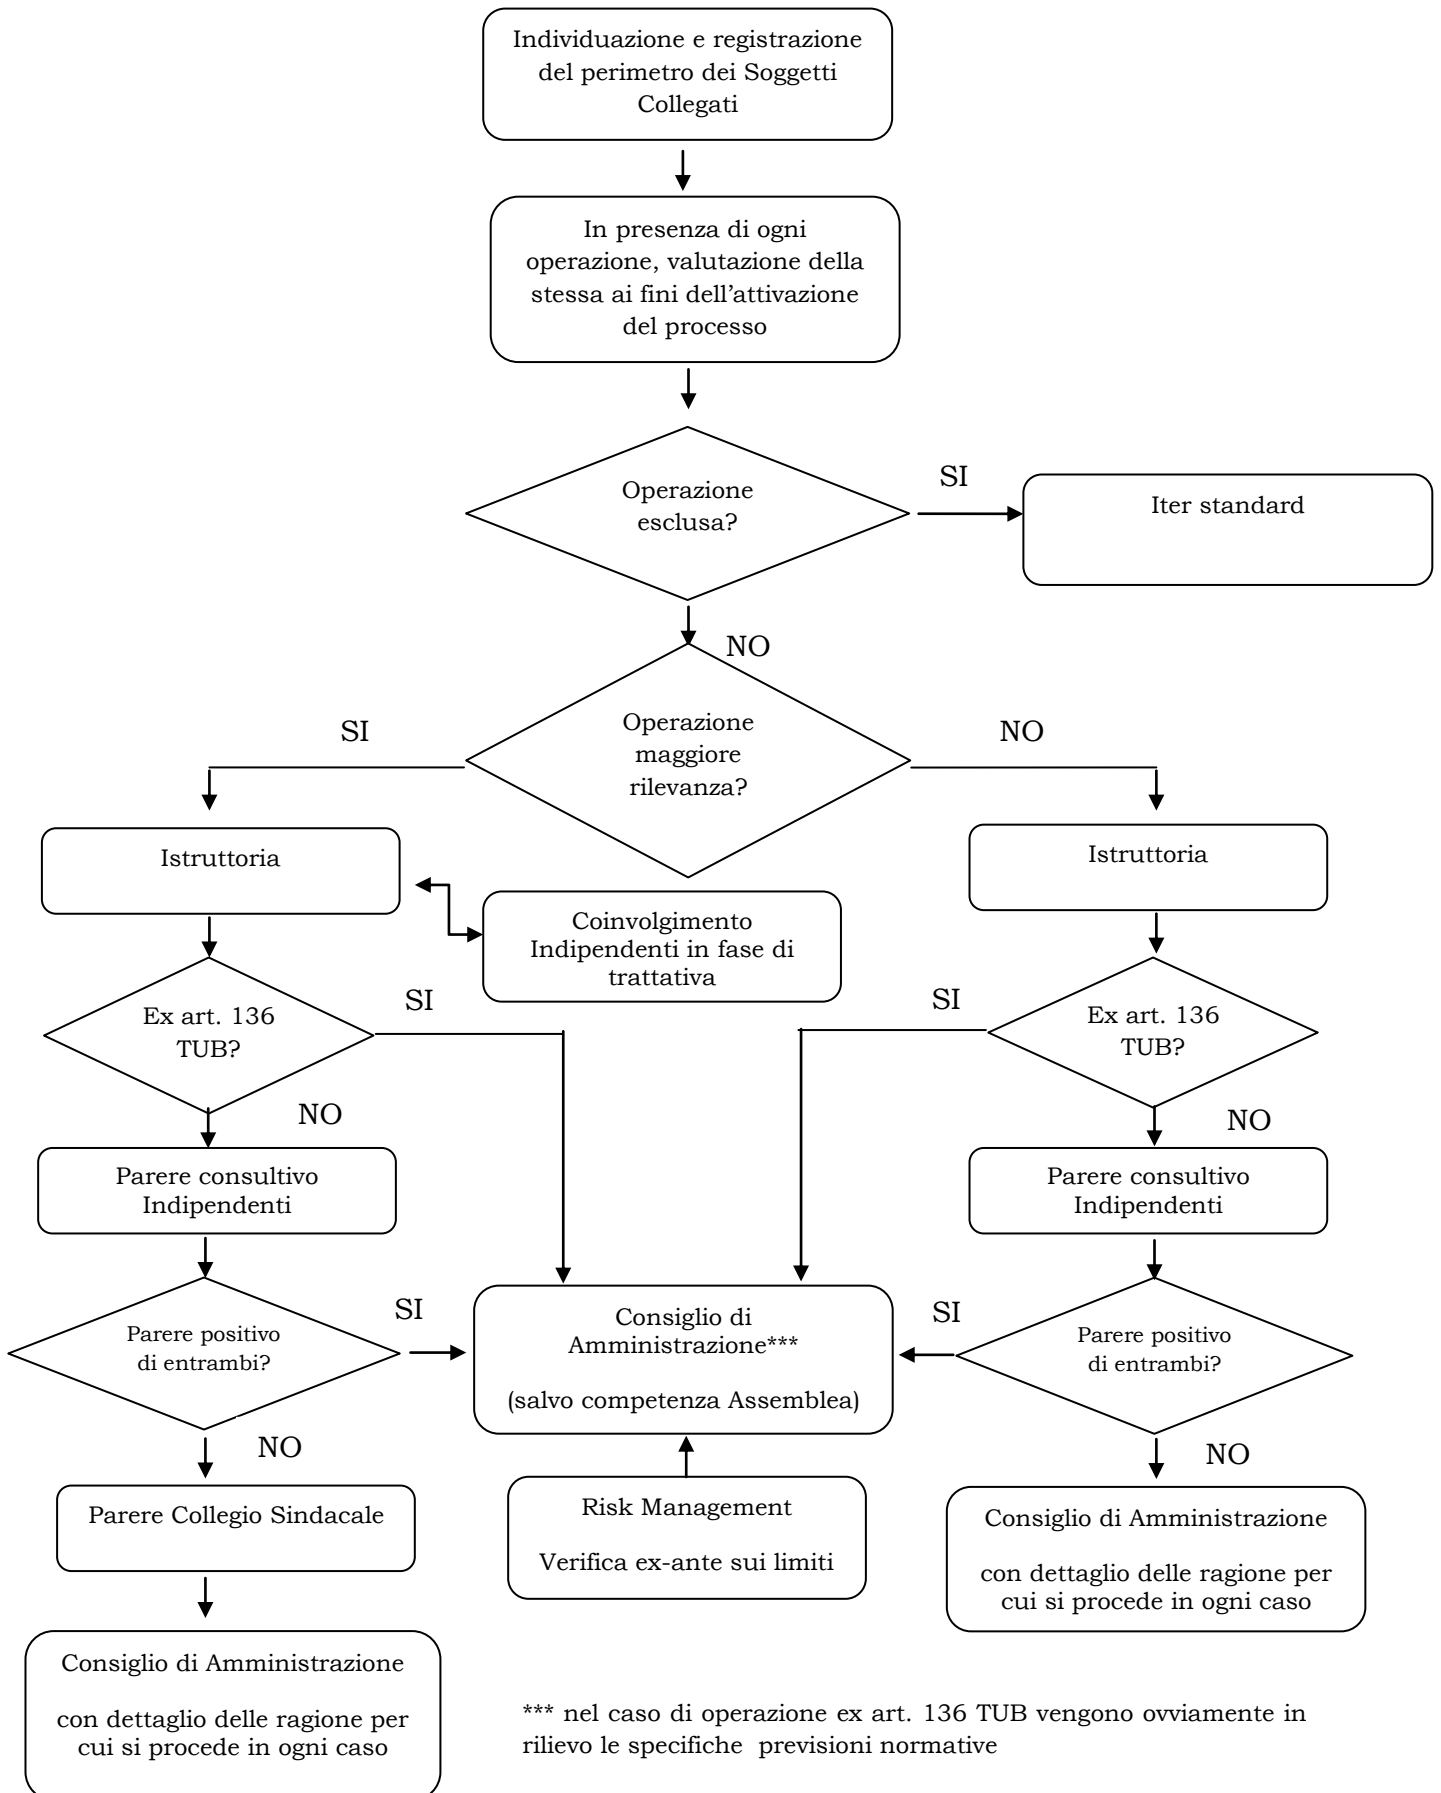 Individuazione e registrazione
del perimetro dei Soggetti
Collegati
In presenza di ogni
operazione, valutazione della
stessa ai fini dell’attivazione
del processo
Operazione
esclusa?
SI
Iter standard
NO
Operazione
maggiore
rilevanza?
SI
NO
Istruttoria
Istruttoria
Coinvolgimento
Indipendenti in fase di
trattativa
Ex art. 136
TUB?
SI
SI
Ex art. 136
TUB?
NO
NO
Parere consultivo
Indipendenti
Parere consultivo
Indipendenti
Parere positivo
di entrambi?
SI
Consiglio di
Amministrazione***
(salvo competenza Assemblea)
SI
Parere positivo
di entrambi?
NO
NO
Parere Collegio Sindacale
Risk Management
Verifica ex-ante sui limiti
Consiglio di Amministrazione
con dettaglio delle ragione per
cui si procede in ogni caso
Consiglio di Amministrazione
con dettaglio delle ragione per
cui si procede in ogni caso
*** nel caso di operazione ex art. 136 TUB vengono ovviamente in
rilievo le specifiche  previsioni normative